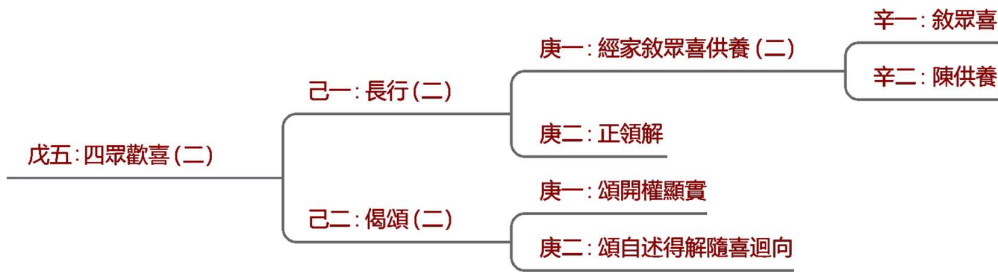 戊五：四眾歡喜(二)
己一：長行(二)
庚一：經家敘眾喜供養(二)
辛一：敘眾喜
辛二：陳供養
庚二：正領解
己二：偈頌(二)
庚一：頌開權顯實
庚二：頌自述得解隨喜迴向